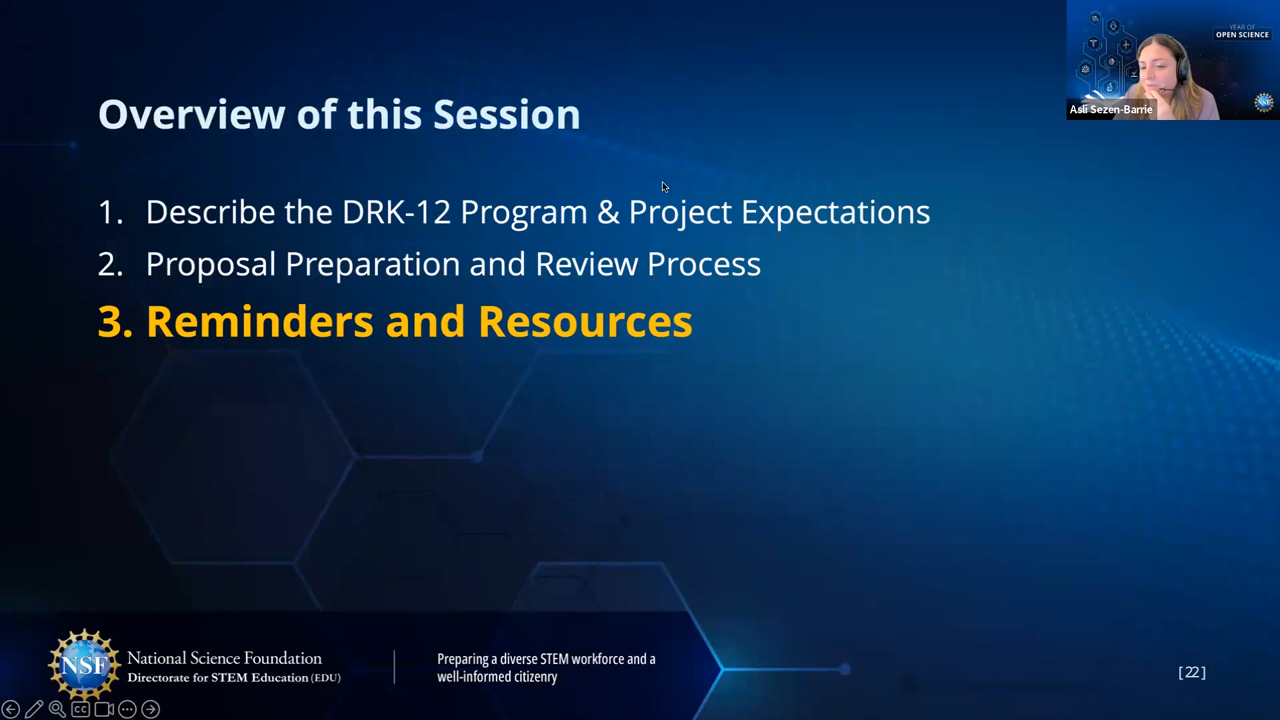 YEAR OF
OPEN SCIENCE
Asli Sezen-Barrie
Overview of this Session
1. Describe the DRK-12 Program & Project Expectations
2. Proposal Preparation and Review Process
3. Reminders and Resources
NSF
National Science Foundation
Directorate for STEM Education (EDU)
Preparing a diverse STEM workforce and a
well-informed citizenry
[22]
CC